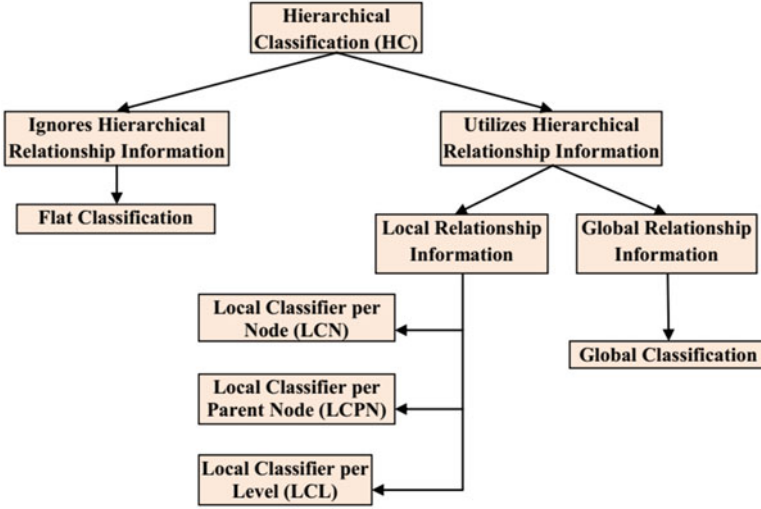 Hierarchical
Classification (HC)
Ignores Hierarchical
Relationship Information
Utilizes Hierarchical
Relationship Information
Flat Classification
Local Relationship
Information
Global Relationship
Information
Local Classifier per
Node (LCN)
Global Classification
Local Classifier per
Parent Node (LCPN)
Local Classifier per
Level (LCL)